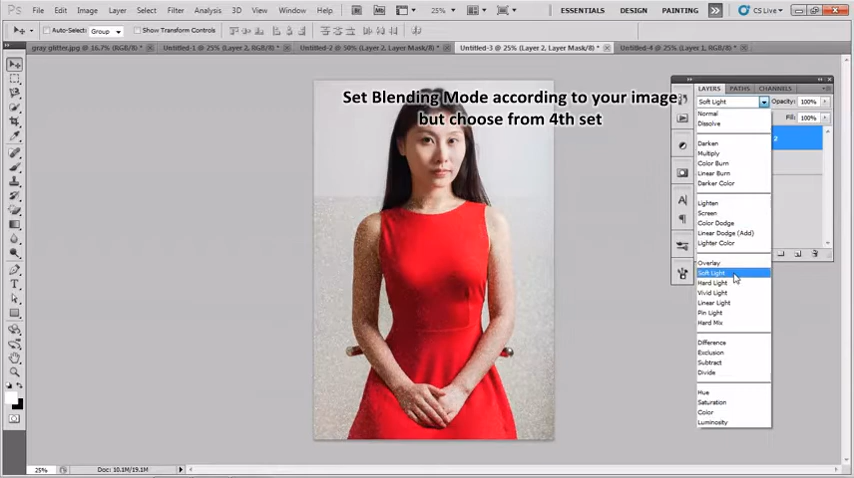 Ps File Edit Image Layer Select Filter Analysis 3D View Window Help Br Mb 25% ESSENTIALS DESIGN PAINTING >> CS Live
Auto-Select: Group Show Transform Controls
gray glitter.jpg @ 16.7% (RGB/8) * Untitled-1 @ 25% (Layer 2, RGB/8) * Untitled-2 @ 50% (Layer 2, Layer Mask/8) * Untitled-3 @ 25% (Layer 2, Layer Mask/8) * Untitled-4 @ 25% (Layer 1, RGB/8) *
Set Blending Mode according to your image,
but choose from 4th set
LAYERS PATHS CHANNELS
Soft Light Opacity: 100%
Normal
Fill: 100%
Dissolve
2
Darken
Multiply
Color Burn
Linear Burn
Darker Color
Lighten
Screen
Color Dodge
Linear Dodge (Add)
Lighter Color
Overlay
Soft Light
Hard Light
Vivid Light
Linear Light
Pin Light
Hard Mix
Difference
Exclusion
Subtract
Divide
Hue
Saturation
Color
Luminosity
25% Doc: 10.1M/19.1M